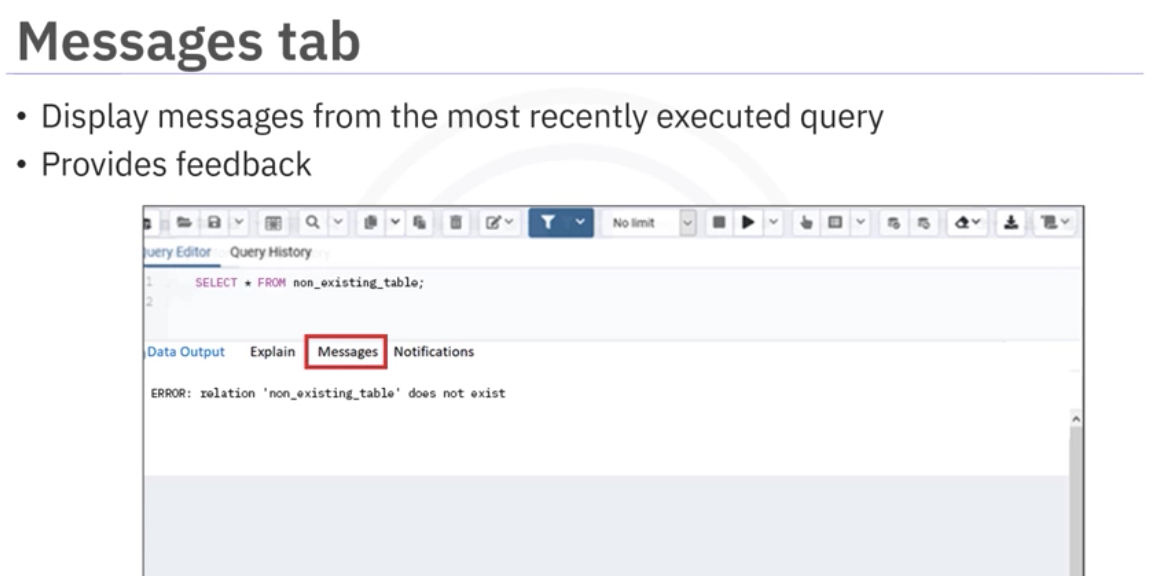 Messages tab
• Display messages from the most recently executed query
• Provides feedback
No limit
Query Editor Query History
1 SELECT * FROM non_existing_table;
2
Data Output Explain Messages Notifications
ERROR: relation 'non_existing_table' does not exist